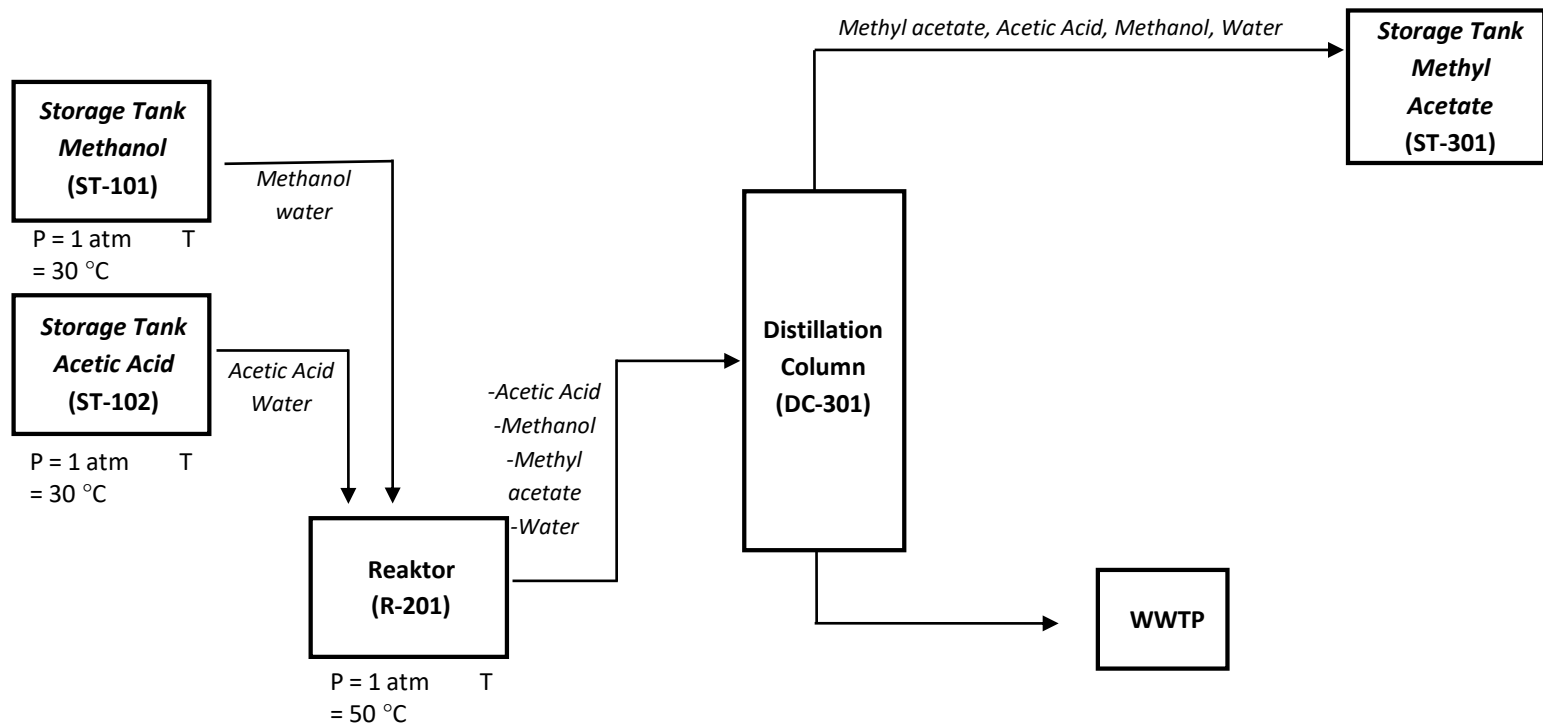 Methyl acetate, Acetic Acid, Methanol, Water
Storage Tank
Methyl
Acetate
(ST-301)
Storage Tank
Methanol
(ST-101)
Methanol
water
P = 1 atm T
= 30 °C
Storage Tank
Acetic Acid
(ST-102)
Acetic Acid
Water
P = 1 atm T
= 30 °C
-Acetic Acid
-Methanol
-Methyl
acetate
-Water
Distillation
Column
(DC-301)
Reaktor
(R-201)
P = 1 atm T
= 50 °C
WWTP